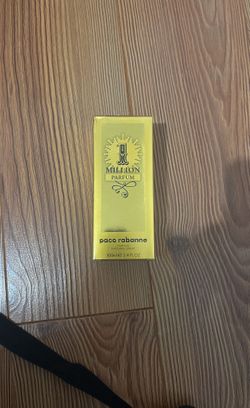 1
MILLION
PARFUM
paco rabanne
100ml 3.4 FL.OZ